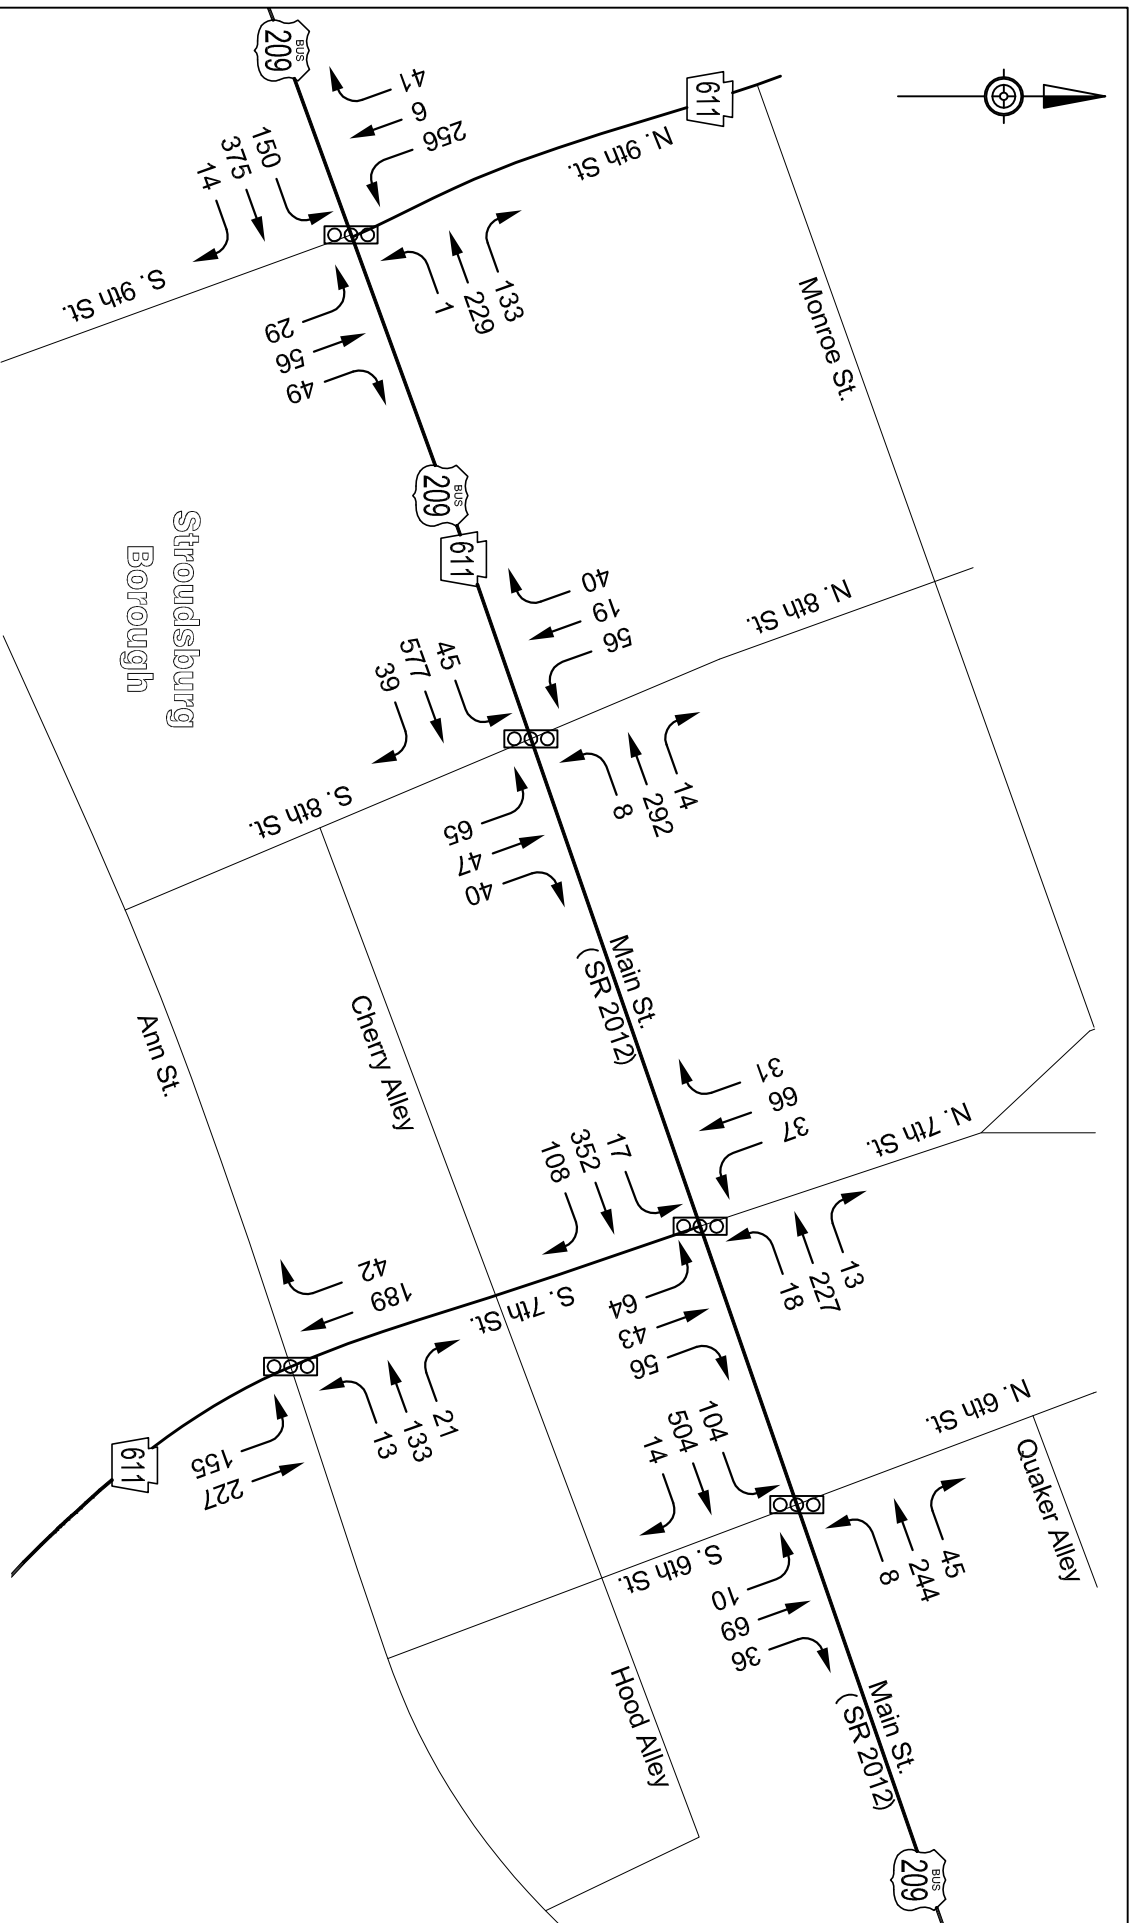 BUS
209
41
6
256
611
N. 9th St.
150
375
14
133
229
1
S. 9th St.
29
56
49
Monroe St.
BUS
209
611
Stroudsburg
Borough
40
19
56
N. 8th St.
45
577
39
14
292
8
S. 8th St.
65
47
40
Main St.
( SR 2012)
Cherry Alley
Ann St.
31
66
37
N. 7th St.
17
352
108
13
227
18
S. 7th St.
64
43
56
42
189
21
133
13
155
227
611
104
504
14
N. 6th St.
Quaker Alley
45
244
8
S. 6th St.
10
69
36
Hood Alley
Main St.
( SR 2012)
BUS
209